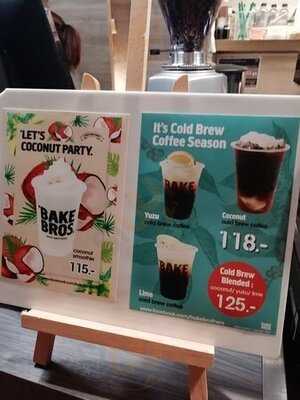 'LET'S
COCONUT PARTY.
'BAKE
BROS
coconut
smoothie
115.-
It's Cold Brew
Coffee Season
BAKE
Yuzu
cold brew coffee
Coconut
cold brew coffee
118.-
BAKE
Lime
cold brew coffee
Cold Brew
Blended :
coconut/ yuzu/ lime
125.-